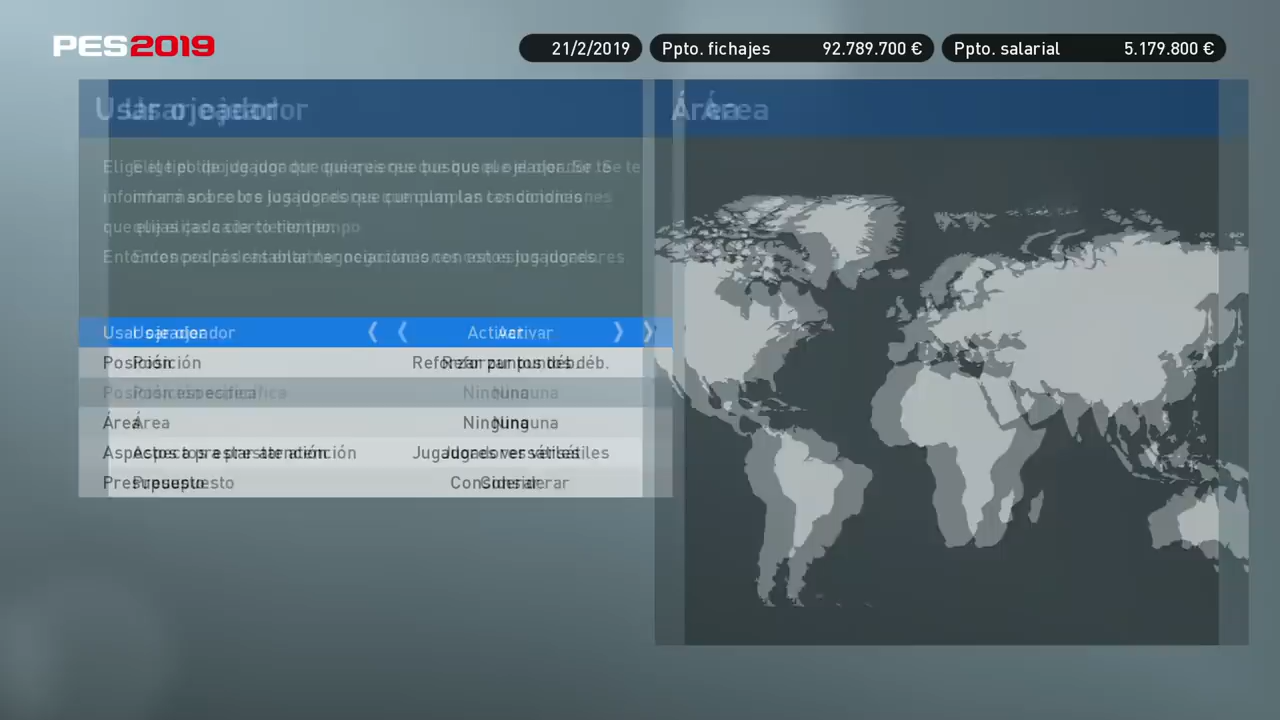 PES2019
21/2/2019
Ppto. fichajes 92.789.700 €
Ppto. salarial 5.179.800 €
Usar ojeador
Área
Elige el tipo de jugador que quieres que busque el ojeador. Se te
informará sobre los jugadores que cumplan las condiciones
que elijas cada cierto tiempo.
Entonces podrás entablar negociaciones con estos jugadores.
Usar ojeador Activar
Posición Reforzar puntos déb.
Posición específica Ninguna
Área Ninguna
Aspectos a prestar atención Jugadores versátiles
Presupuesto Considerar